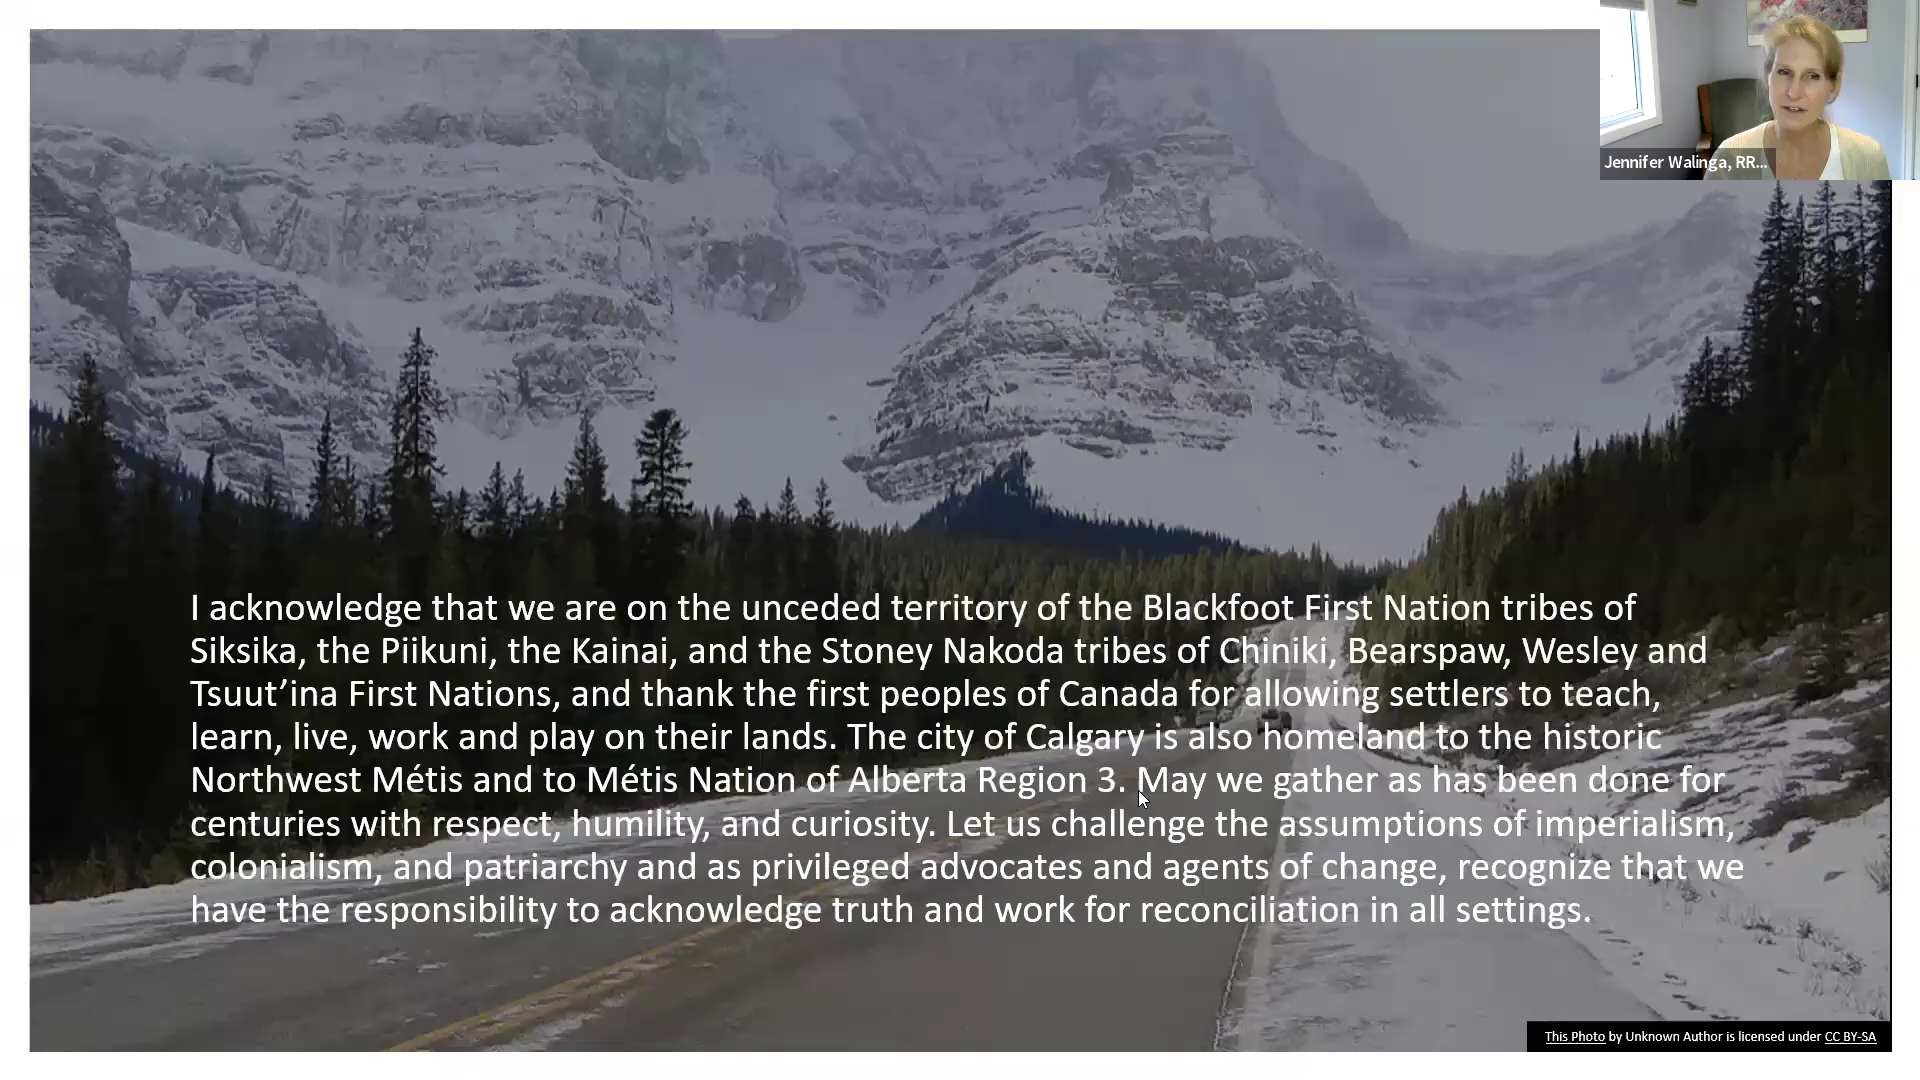 Jennifer Walinga, RR...
I acknowledge that we are on the unceded territory of the Blackfoot First Nation tribes of
Siksika, the Piikuni, the Kainai, and the Stoney Nakoda tribes of Chiniki, Bearspaw, Wesley and
Tsuut’ina First Nations, and thank the first peoples of Canada for allowing settlers to teach,
learn, live, work and play on their lands. The city of Calgary is also homeland to the historic
Northwest Métis and to Métis Nation of Alberta Region 3. May we gather as has been done for
centuries with respect, humility, and curiosity. Let us challenge the assumptions of imperialism,
colonialism, and patriarchy and as privileged advocates and agents of change, recognize that we
have the responsibility to acknowledge truth and work for reconciliation in all settings.
This Photo by Unknown Author is licensed under CC BY-SA